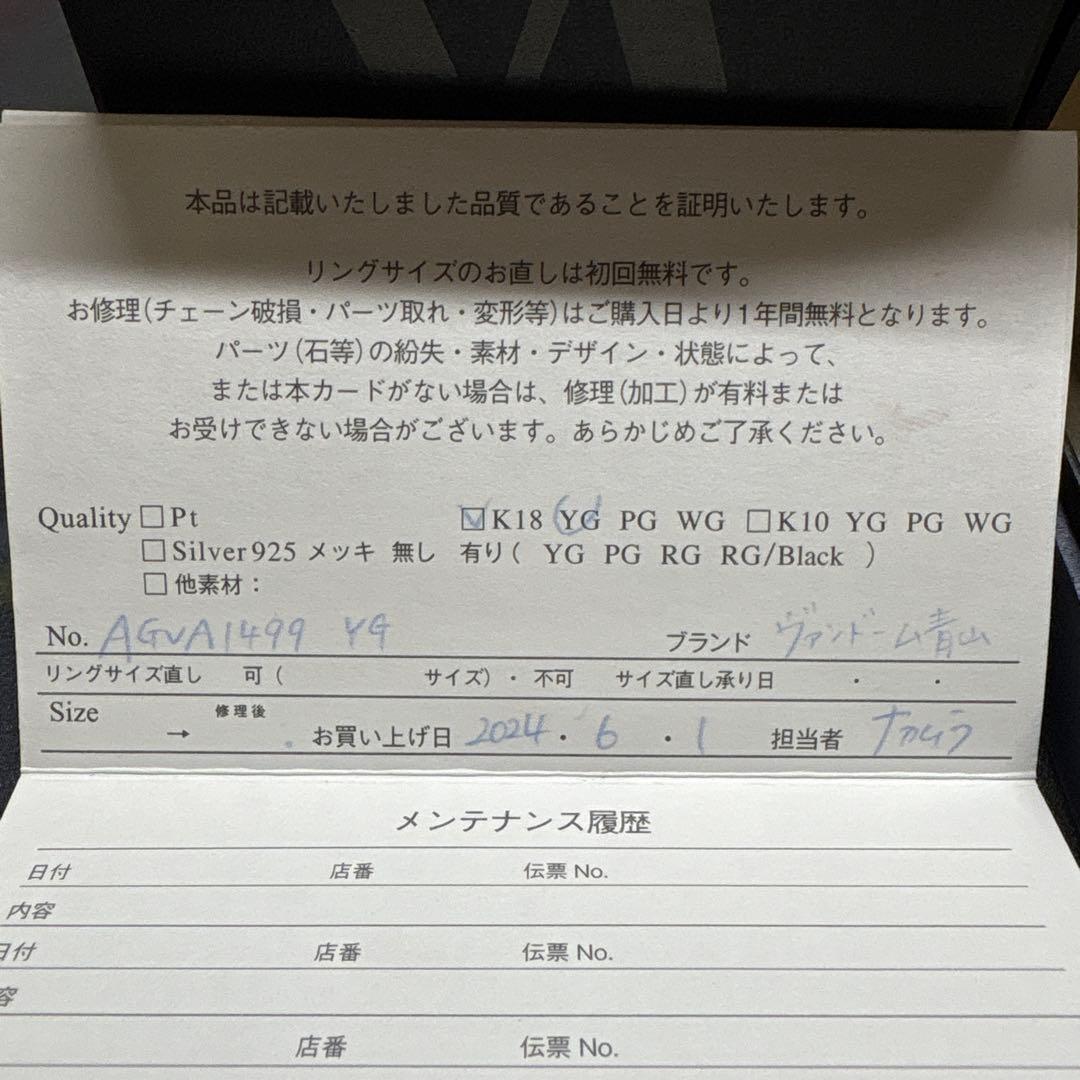 本品は記載いたしました品質であることを証明いたします。
リングサイズのお直しは初回無料です。
お修理(チェーン破損・パーツ取れ・変形等)はご購入日より1年間無料となります。
パーツ(石等)の紛失・素材・デザイン・状態によって、
または本カードがない場合は、修理(加工)が有料または
お受けできない場合がございます。あらかじめご了承ください。
Quality □Pt ☑K18 YG PG WG □K10 YG PG WG
□Silver925 メッキ 無し 有り( YG PG RG RG/Black )
□他素材：
No. AGVA1499 YG ブランド ヴァンドーム青山
リングサイズ直し 可( サイズ)・不可 サイズ直し承り日 ・ ・
Size → 修理後 お買い上げ日 2024・6・1 担当者 ナカムラ
メンテナンス履歴
日付 店番 伝票 No.
内容
日付 店番 伝票 No.
容
店番 伝票 No.